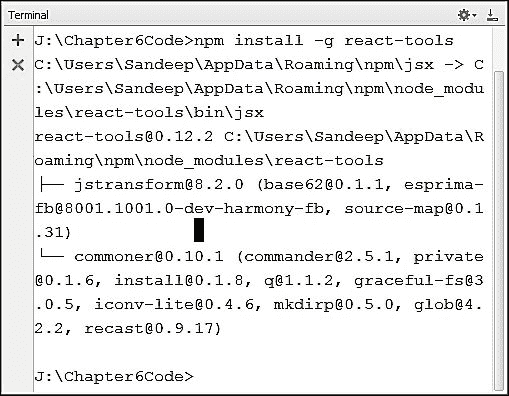 Terminal
J:\Chapter6Code>npm install -g react-tools
C:\Users\Sandeep\AppData\Roaming\npm\jsx -> C
:\Users\Sandeep\AppData\Roaming\npm\node_modu
les\react-tools\bin\jsx
react-tools@0.12.2 C:\Users\Sandeep\AppData\R
oaming\npm\node_modules\react-tools
├── jstransform@8.2.0 (base62@0.1.1, esprima-
fb@8001.1001.0-dev-harmony-fb, source-map@0.1
.31)
└── commoner@0.10.1 (commander@2.5.1, private
@0.1.6, install@0.1.8, q@1.1.2, graceful-fs@3
.0.5, iconv-lite@0.4.6, mkdirp@0.5.0, glob@4.
2.2, recast@0.9.17)
J:\Chapter6Code>